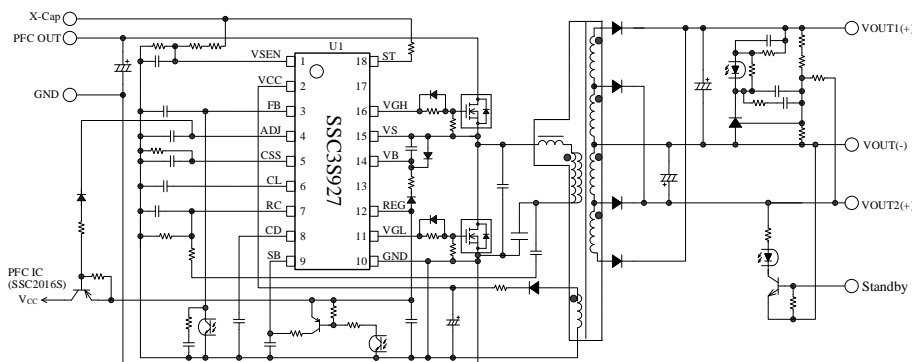 X-Cap
PFC OUT
GND
U1
SSC3S927
VSEN 1
VCC 2
FB 3
ADJ 4
CSS 5
CL 6
RC 7
CD 8
SB 9
18 ST
17
16 VGH
15 VS
14 VB
13
12 REG
11 VGL
10 GND
VOUT1(+)
VOUT(-)
VOUT2(+)
Standby
PFC IC
(SSC2016S)
VCC